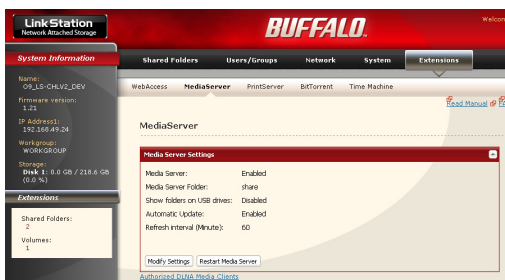 LinkStation
Network Attached Storage
BUFFALO
Welcom
System Information
Shared Folders Users/Groups Network System Extensions
Name:
O9_LS-CHLV2_DEV
Firmware version:
1.21
IP Address1:
192.168.49.24
Workgroup:
WORKGROUP
Storage:
Disk 1: 0.0 GB / 218.6 GB
(0.0 %)
Extensions
Shared Folders:
2
Volumes:
1
WebAccess MediaServer PrintServer BitTorrent Time Machine
Read Manual
MediaServer
Media Server Settings
Media Server: Enabled
Media Server Folder: share
Show folders on USB drives: Disabled
Automatic Update: Enabled
Refresh interval (Minute): 60
Modify Settings Restart Media Server
Authorized DLNA Media Clients